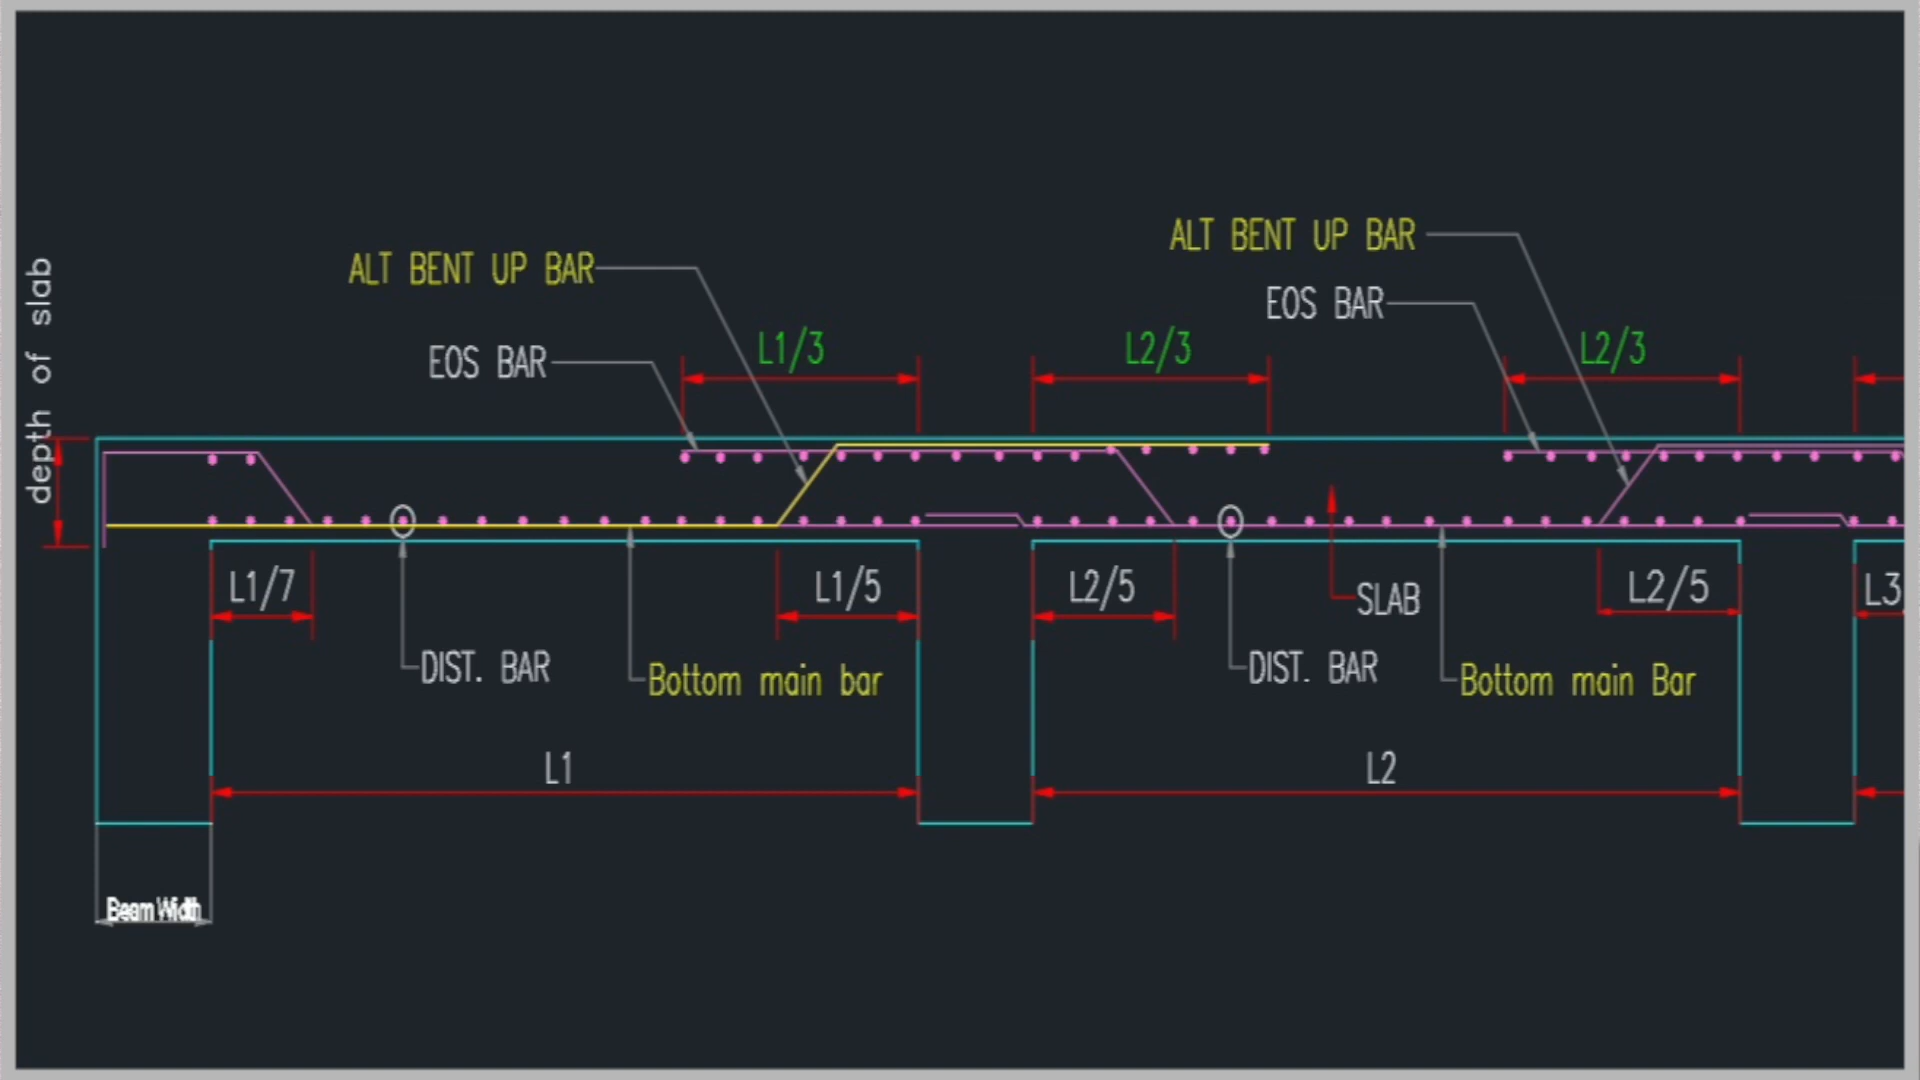 ALT BENT UP BAR
ALT BENT UP BAR
depth of slab
EOS BAR
L1/3
L2/3
L2/3
EOS BAR
L1/7
L1/5
L2/5
SLAB
L2/5
L3
DIST. BAR
Bottom main bar
DIST. BAR
Bottom main Bar
L1
L2
Beam Width